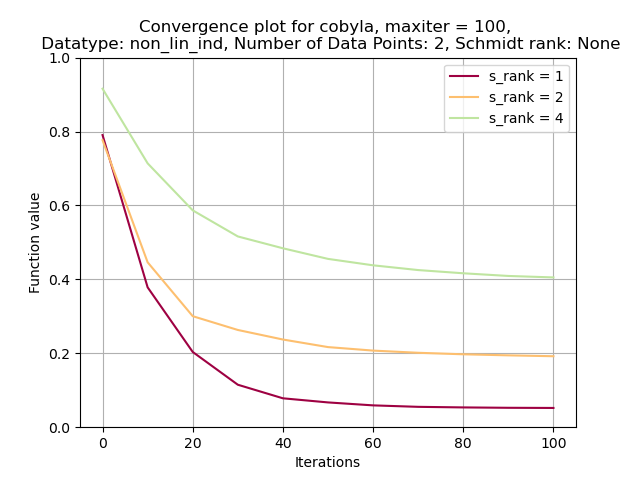 Convergence plot for cobyla, maxiter = 100,
Datatype: non_lin_ind, Number of Data Points: 2, Schmidt rank: None
s_rank = 1
s_rank = 2
s_rank = 4
Function value
1.0
0.8
0.6
0.4
0.2
0.0
0 20 40 60 80 100
Iterations